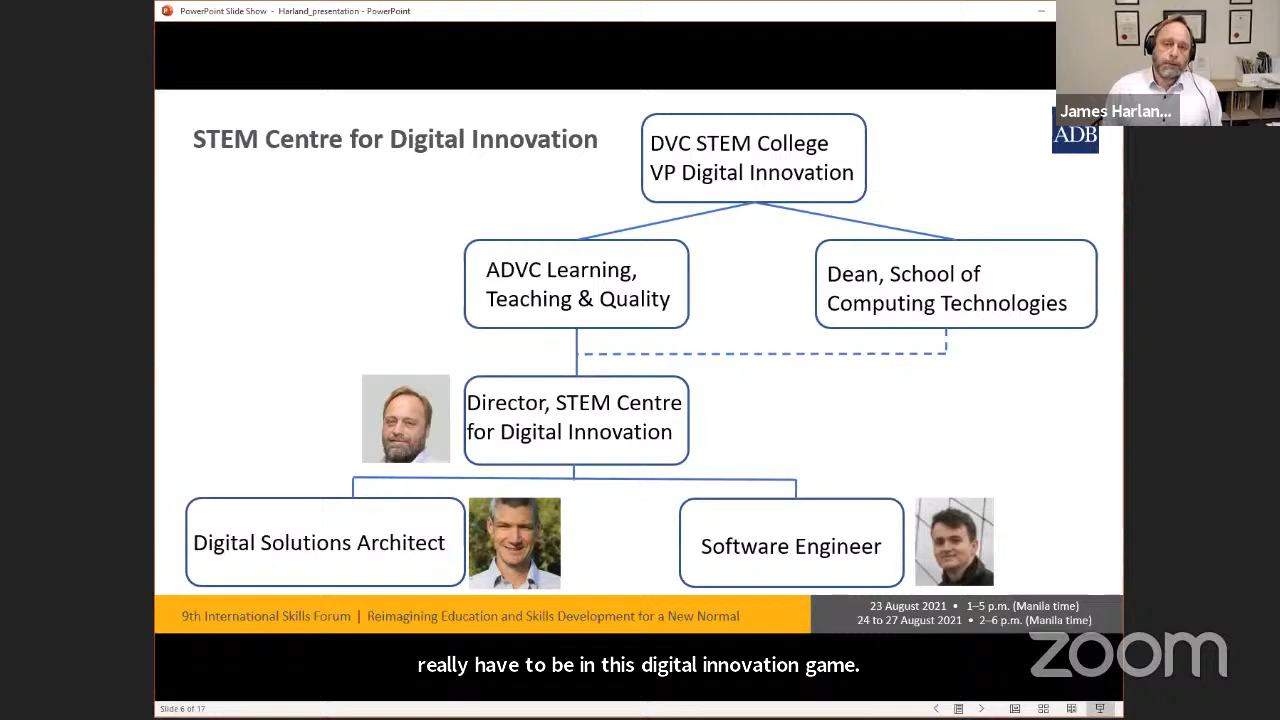 PowerPoint Slide Show - Harland_presentation - PowerPoint
James Harlan...
ADB
STEM Centre for Digital Innovation
DVC STEM College
VP Digital Innovation
ADVC Learning,
Teaching & Quality
Dean, School of
Computing Technologies
Director, STEM Centre
for Digital Innovation
Digital Solutions Architect
Software Engineer
9th International Skills Forum | Reimagining Education and Skills Development for a New Normal
23 August 2021 • 1–5 p.m. (Manila time)
24 to 27 August 2021 • 2–6 p.m. (Manila time)
really have to be in this digital innovation game.
zoom
Slide 6 of 17